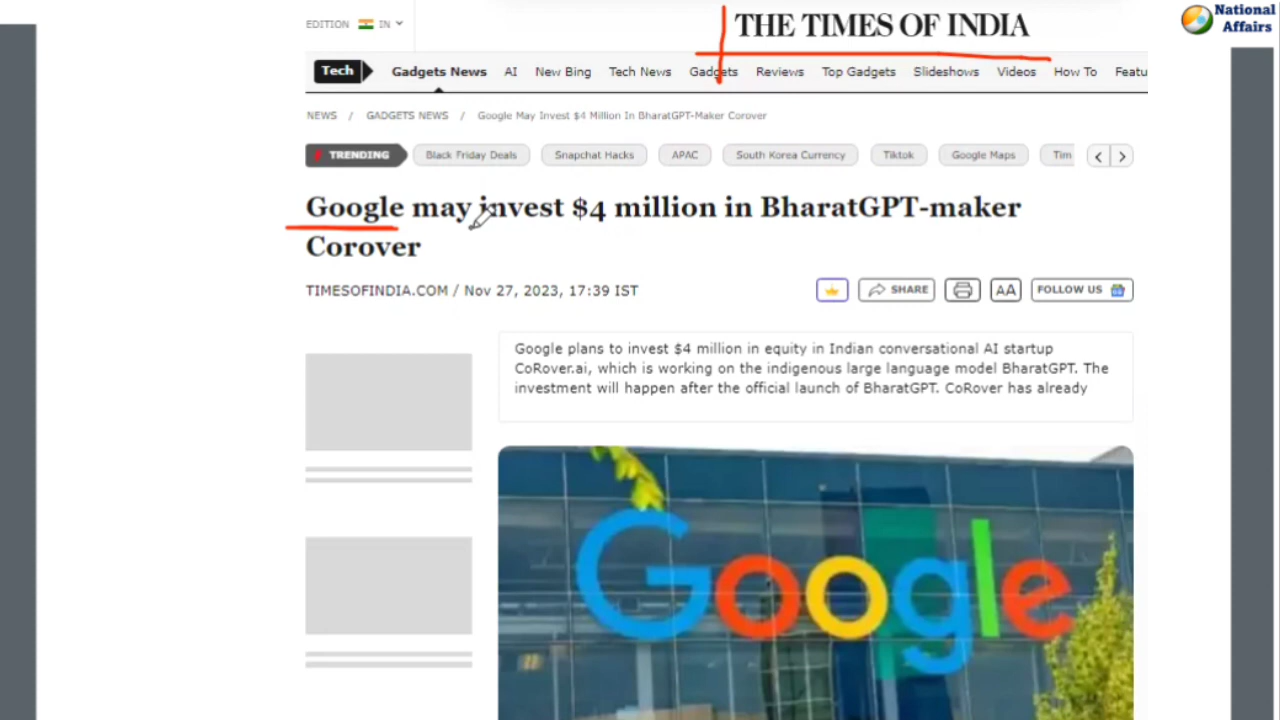 EDITION IN
THE TIMES OF INDIA
National
Affairs
Tech Gadgets News AI New Bing Tech News Gadgets Reviews Top Gadgets Slideshows Videos How To Featu
NEWS / GADGETS NEWS / Google May Invest $4 Million In BharatGPT-Maker Corover
TRENDING Black Friday Deals Snapchat Hacks APAC South Korea Currency Tiktok Google Maps Tim
Google may invest $4 million in BharatGPT-maker
Corover
TIMESOFINDIA.COM / Nov 27, 2023, 17:39 IST
SHARE AA FOLLOW US
Google plans to invest $4 million in equity in Indian conversational AI startup
CoRover.ai, which is working on the indigenous large language model BharatGPT. The
investment will happen after the official launch of BharatGPT. CoRover has already
Google